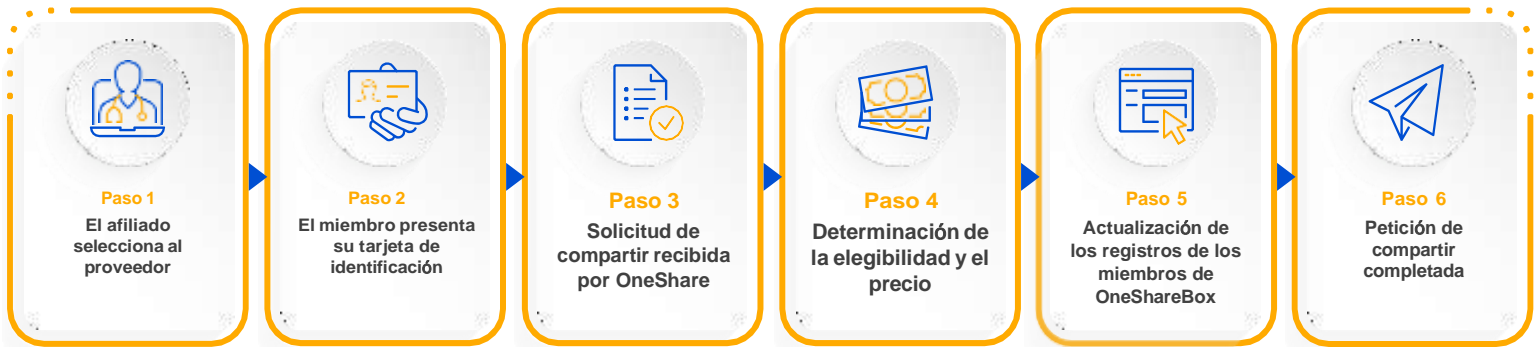 Paso 1
El afiliado
selecciona al
proveedor
Paso 2
El miembro presenta
su tarjeta de
identificación
Paso 3
Solicitud de
compartir recibida
por OneShare
Paso 4
Determinación de
la elegibilidad y el
precio
Paso 5
Actualización de
los registros de los
miembros de
OneShareBox
Paso 6
Petición de
compartir
completada